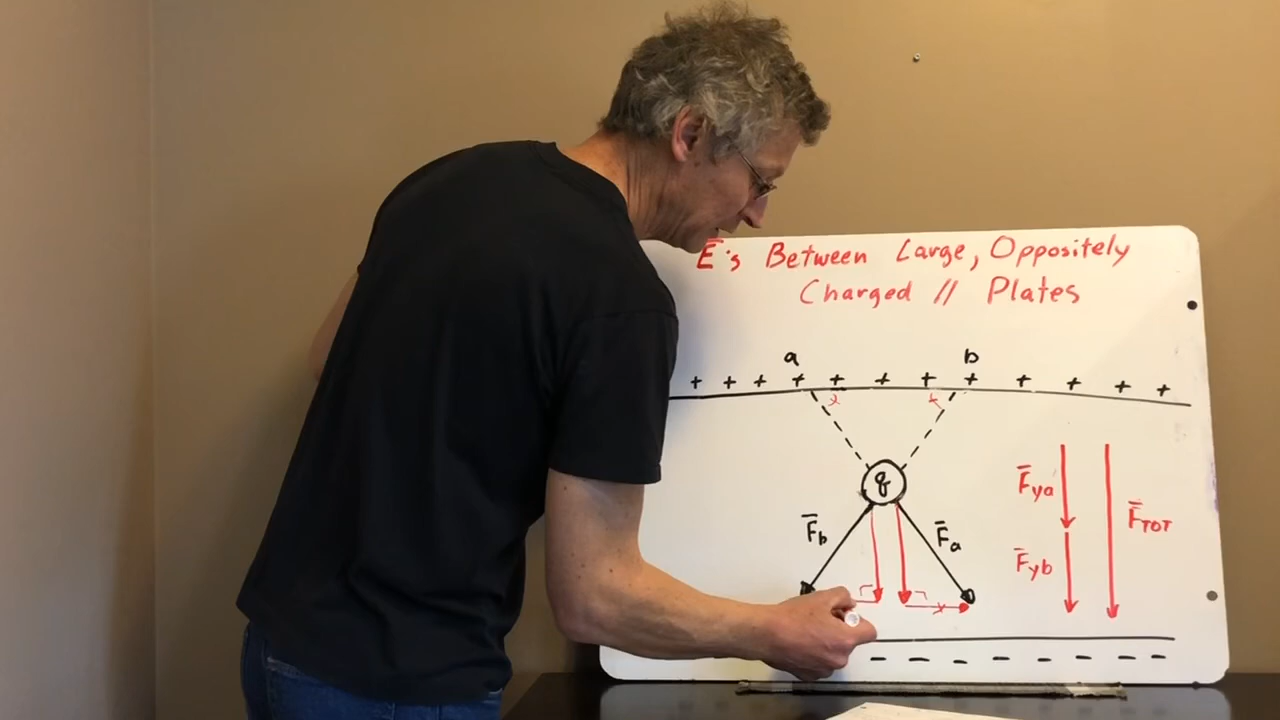 E's Between Large, Oppositely
Charged // Plates
a b
+ + + + + + + + + + + +
q
F̄ya
F̄b F̄a F̄TOT
F̄yb
- - - - - - - -